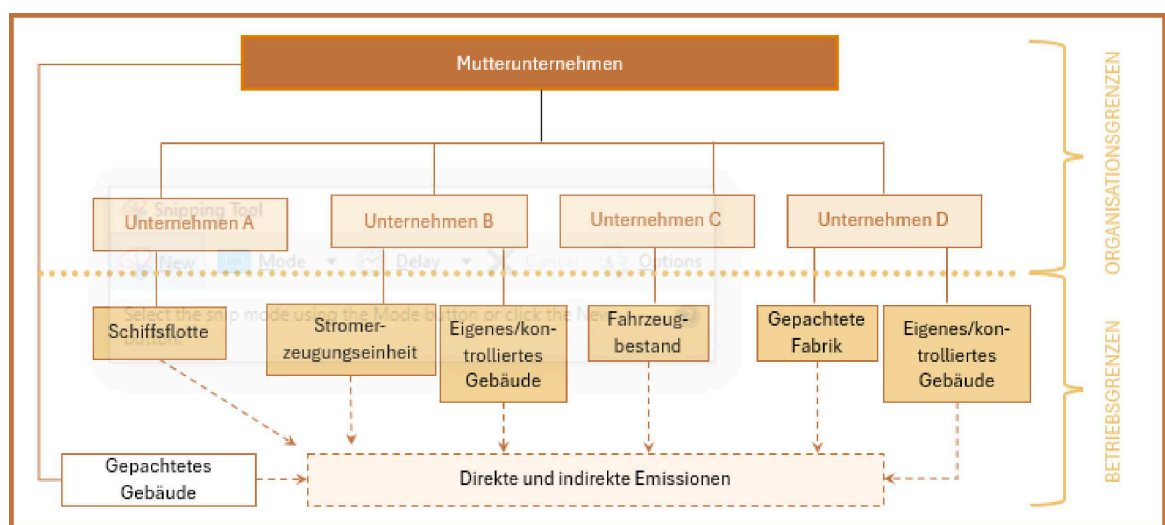 Mutterunternehmen
ORGANISATIONSGRENZEN
Unternehmen A
Unternehmen B
Unternehmen C
Unternehmen D
Snipping Tool
New
Mode
Delay
Cancel
Options
Select the snip mode using the Mode button or click the New
button.
Schiffsflotte
Stromer-
zeugungseinheit
Eigenes/kon-
trolliertes
Gebäude
Fahrzeug-
bestand
Gepachtete
Fabrik
Eigenes/kon-
trolliertes
Gebäude
BETRIEBSGRENZEN
Gepachtetes
Gebäude
Direkte und indirekte Emissionen